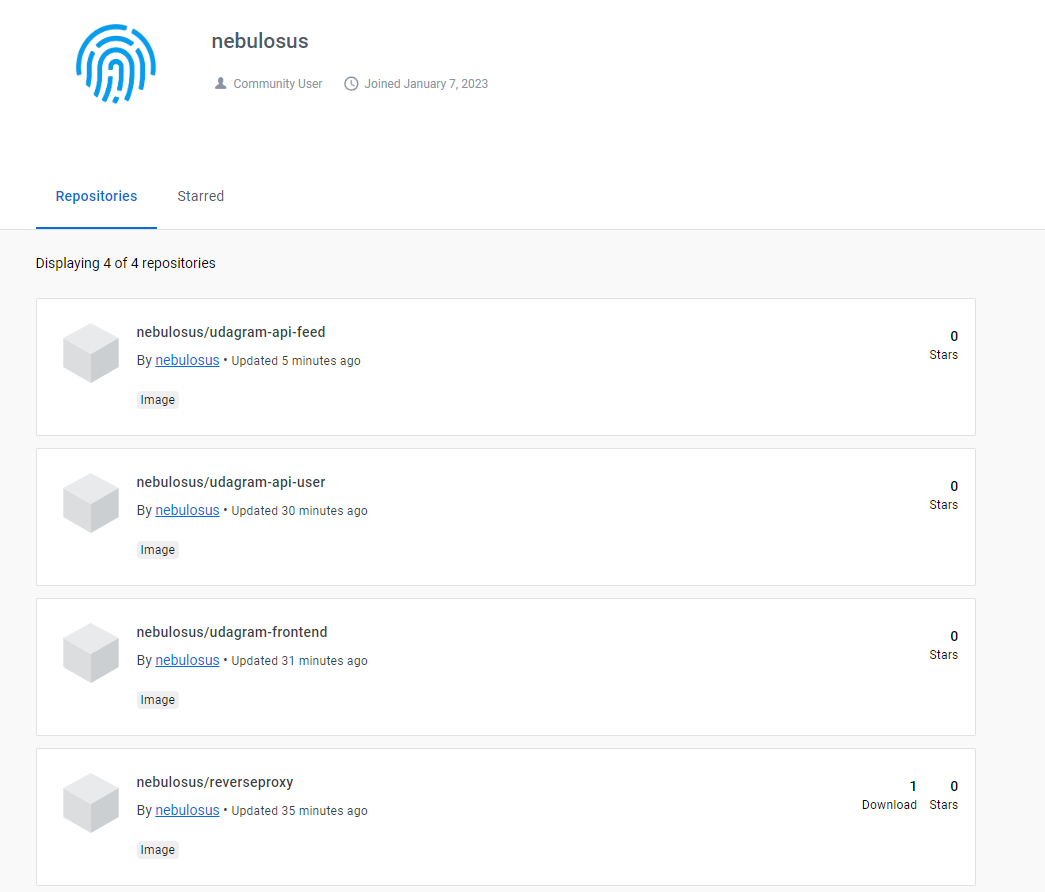 nebulosus
Community User Joined January 7, 2023
Repositories Starred
Displaying 4 of 4 repositories
nebulosus/udagram-api-feed
By nebulosus • Updated 5 minutes ago
0
Stars
Image
nebulosus/udagram-api-user
By nebulosus • Updated 30 minutes ago
0
Stars
Image
nebulosus/udagram-frontend
By nebulosus • Updated 31 minutes ago
0
Stars
Image
nebulosus/reverseproxy
By nebulosus • Updated 35 minutes ago
1 0
Download Stars
Image